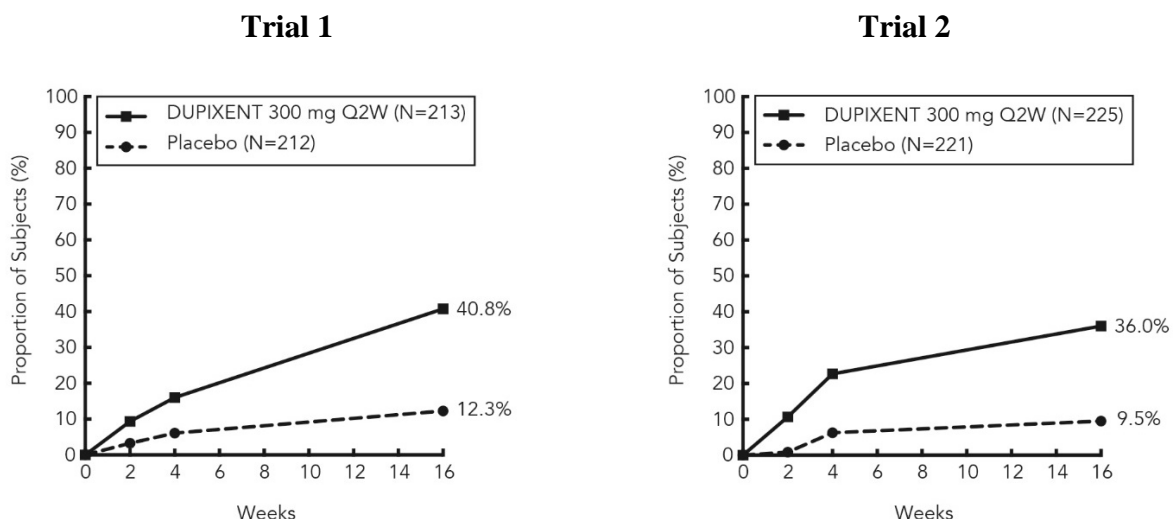 Trial 1
DUPIXENT 300 mg Q2W (N=213)
Placebo (N=212)
Proportion of Subjects (%)
100
90
80
70
60
50
40
30
20
10
0
40.8%
12.3%
0 2 4 6 8 10 12 14 16
Weeks
Trial 2
DUPIXENT 300 mg Q2W (N=225)
Placebo (N=221)
Proportion of Subjects (%)
100
90
80
70
60
50
40
30
20
10
0
36.0%
9.5%
0 2 4 6 8 10 12 14 16
Weeks